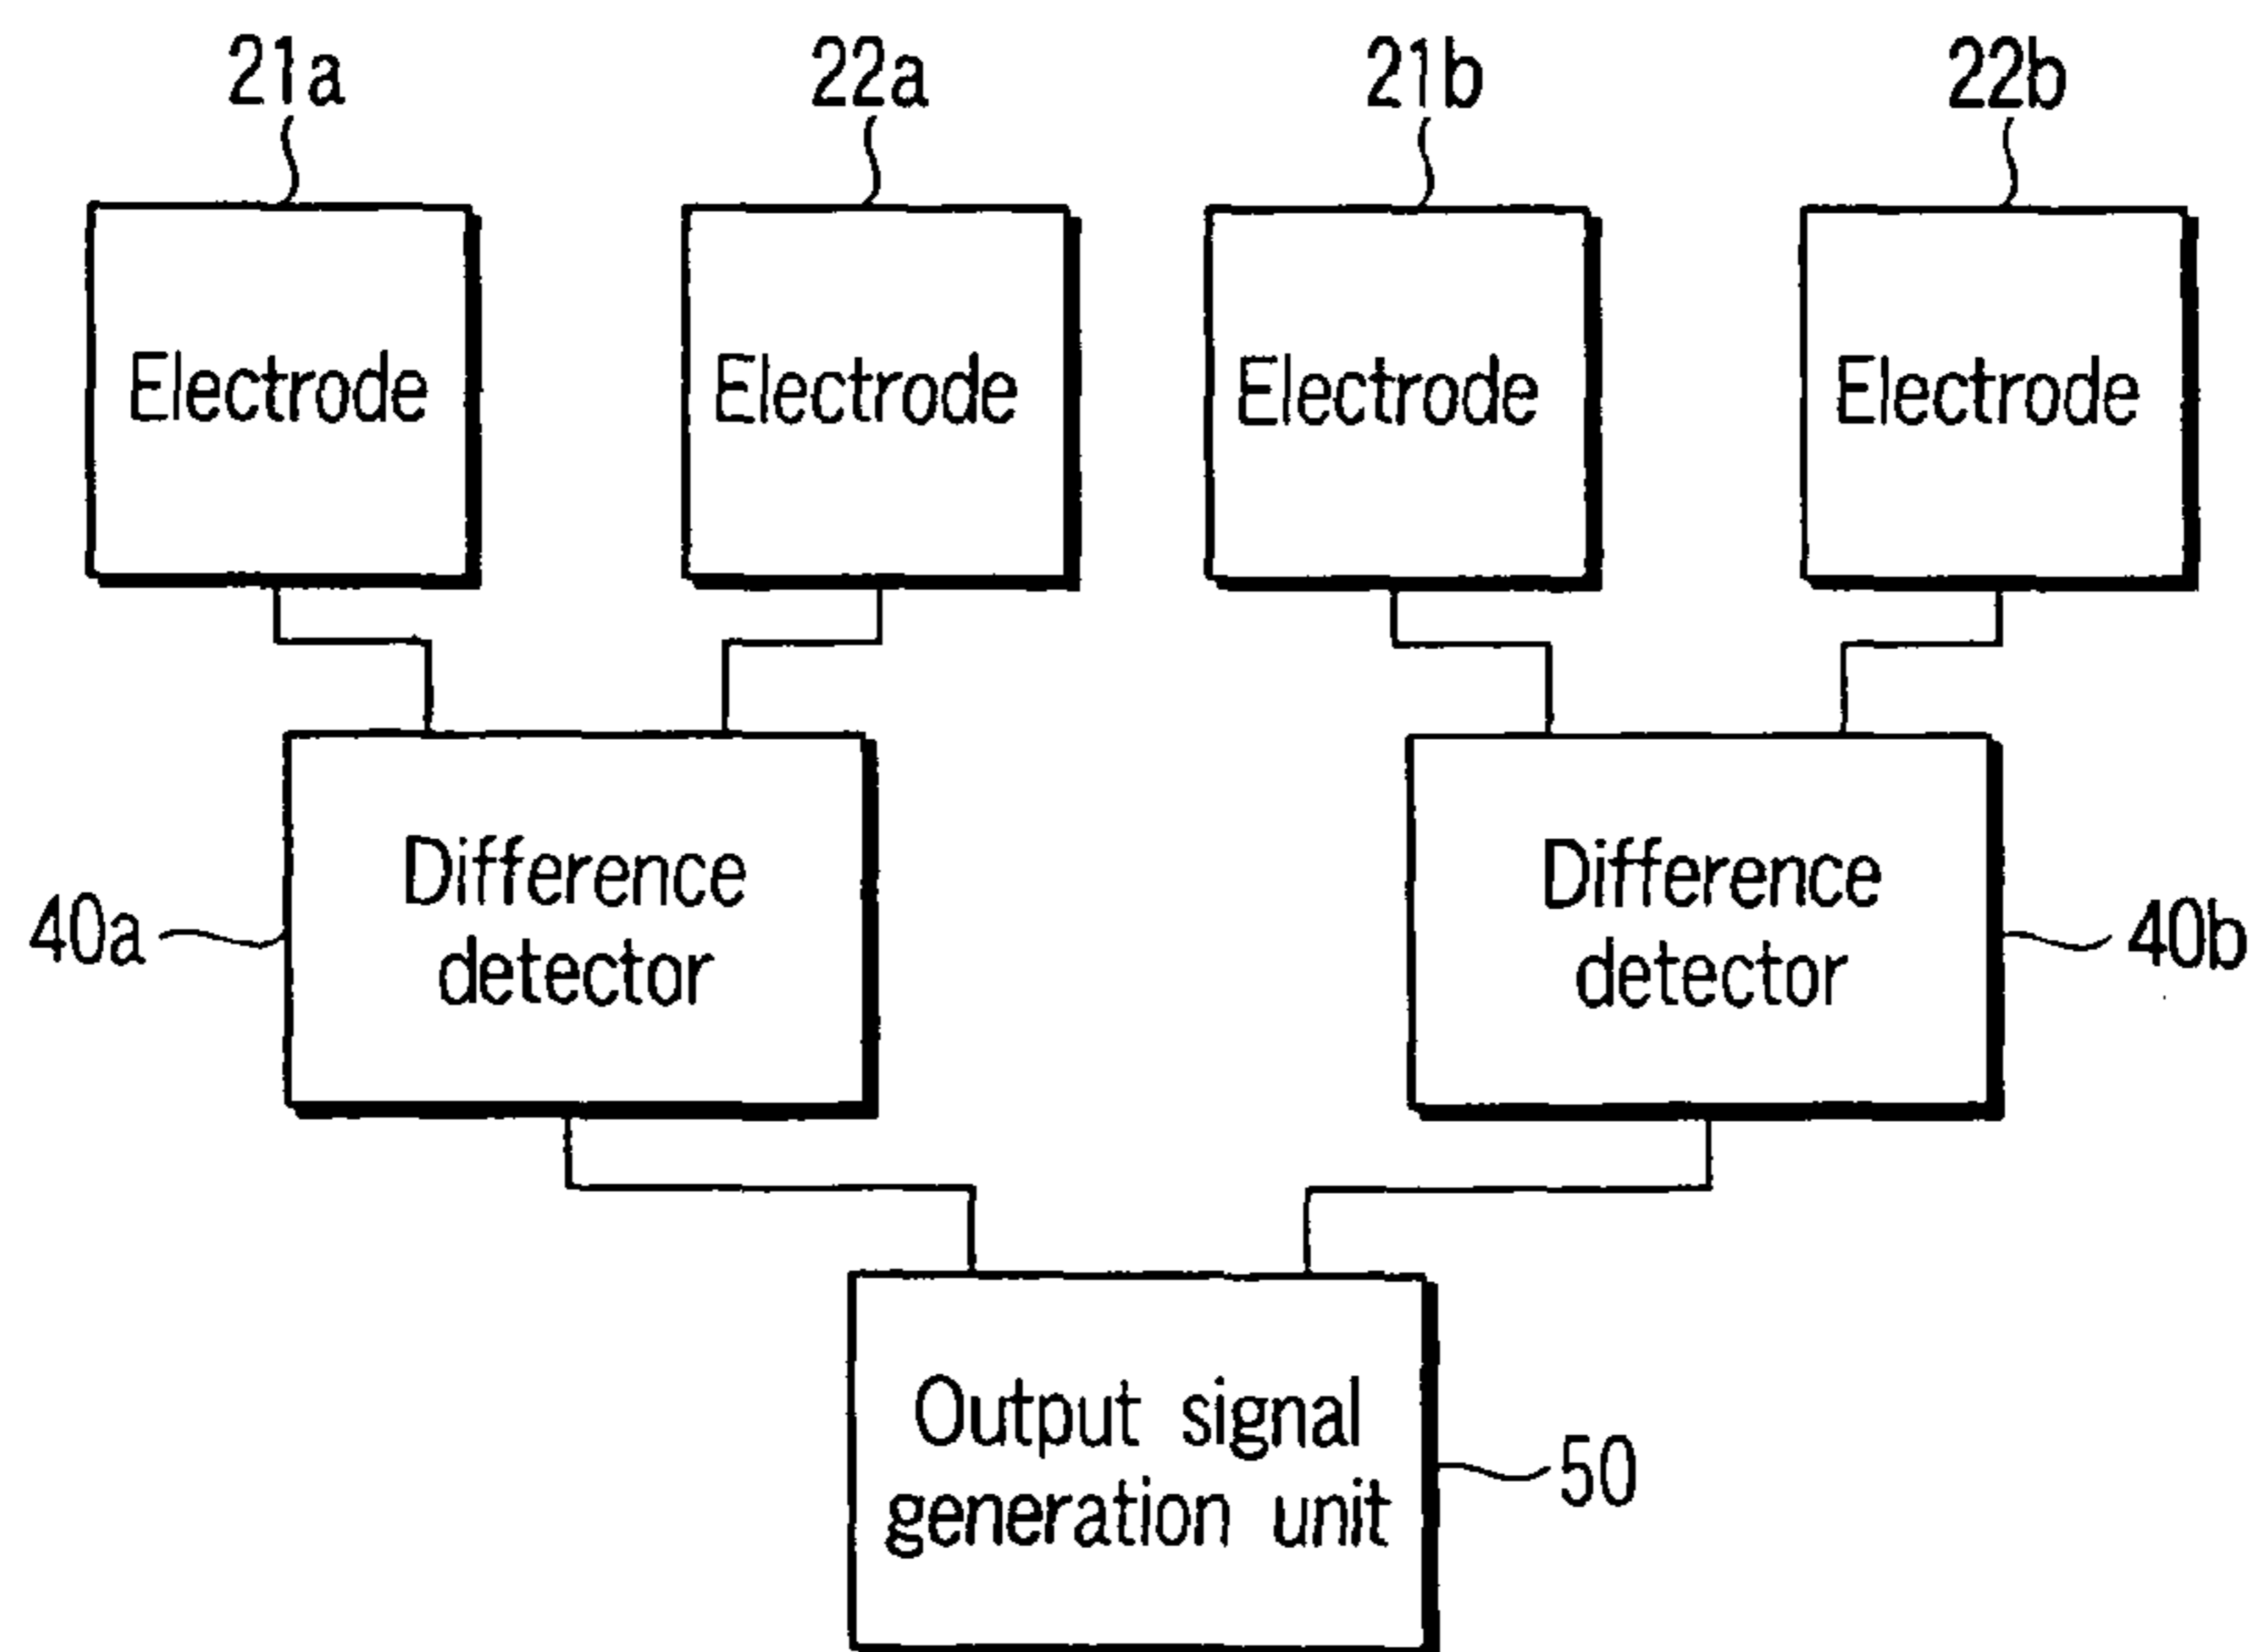 21a
22a
21b
22b
Electrode
Electrode
Electrode
Electrode
40a
Difference
detector
Difference
detector
40b
Output signal
generation unit
50